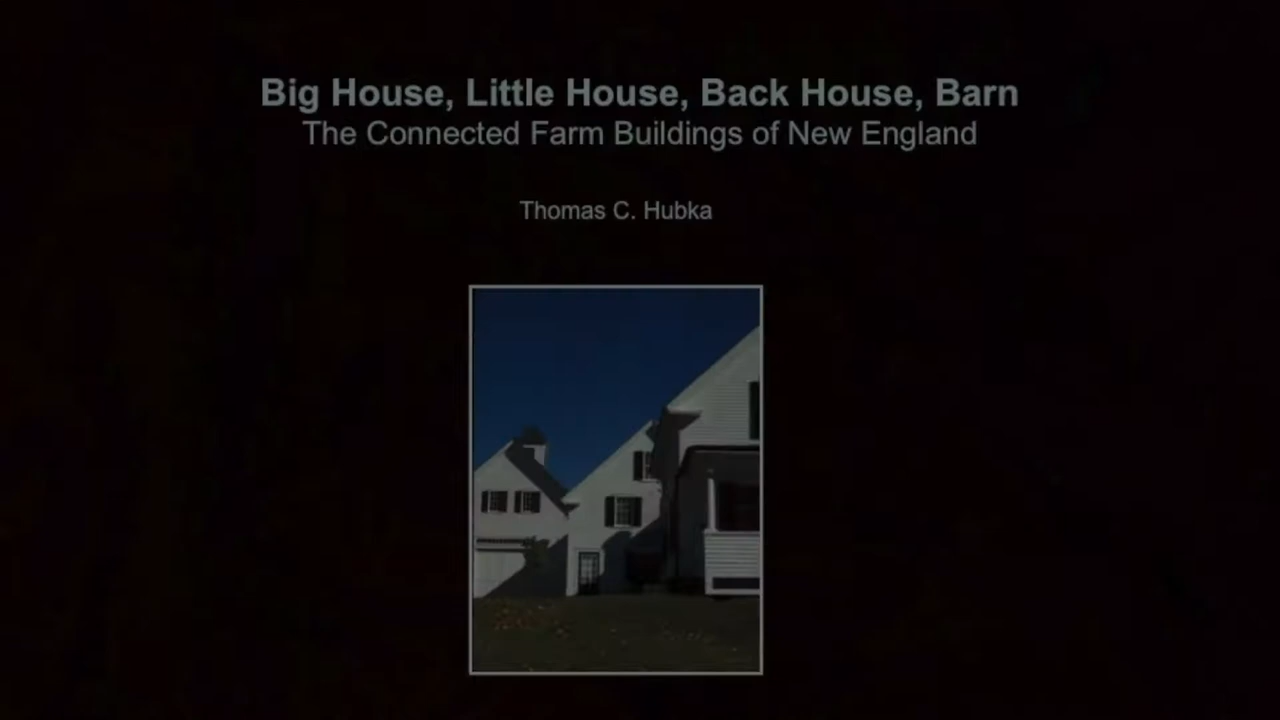 Big House, Little House, Back House, Barn
The Connected Farm Buildings of New England
Thomas C. Hubka